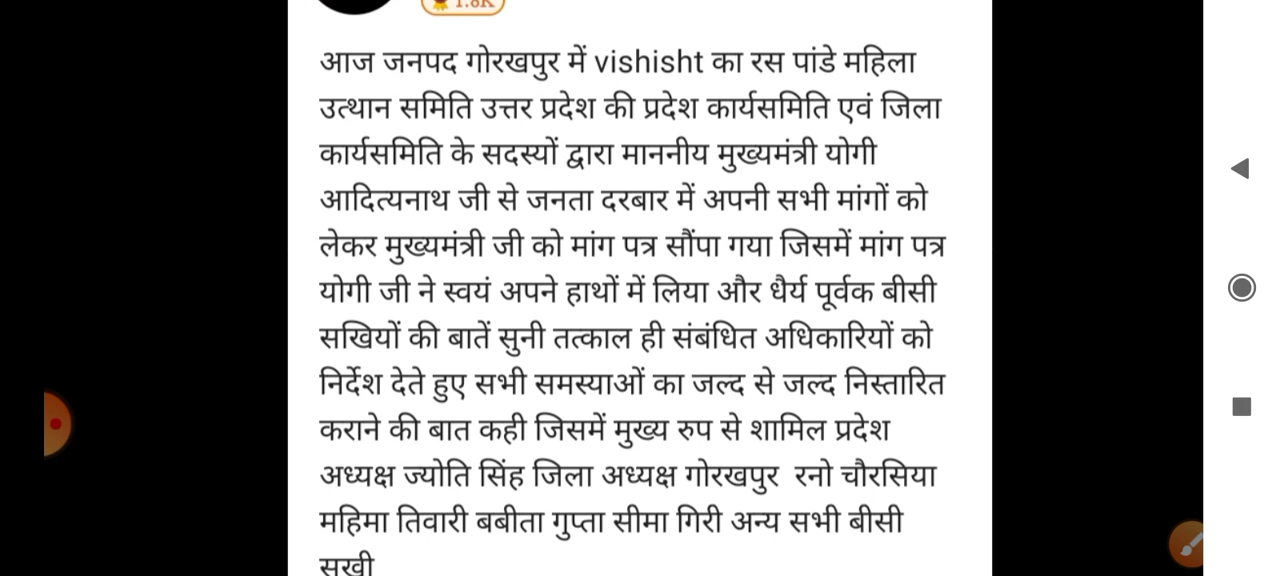 1.8K
आज जनपद गोरखपुर में vishisht का रस पांडे महिला
उत्थान समिति उत्तर प्रदेश की प्रदेश कार्यसमिति एवं जिला
कार्यसमिति के सदस्यों द्वारा माननीय मुख्यमंत्री योगी
आदित्यनाथ जी से जनता दरबार में अपनी सभी मांगों को
लेकर मुख्यमंत्री जी को मांग पत्र सौंपा गया जिसमें मांग पत्र
योगी जी ने स्वयं अपने हाथों में लिया और धैर्य पूर्वक बीसी
सखियों की बातें सुनी तत्काल ही संबंधित अधिकारियों को
निर्देश देते हुए सभी समस्याओं का जल्द से जल्द निस्तारित
कराने की बात कही जिसमें मुख्य रुप से शामिल प्रदेश
अध्यक्ष ज्योति सिंह जिला अध्यक्ष गोरखपुर रनो चौरसिया
महिमा तिवारी बबीता गुप्ता सीमा गिरी अन्य सभी बीसी
सखी